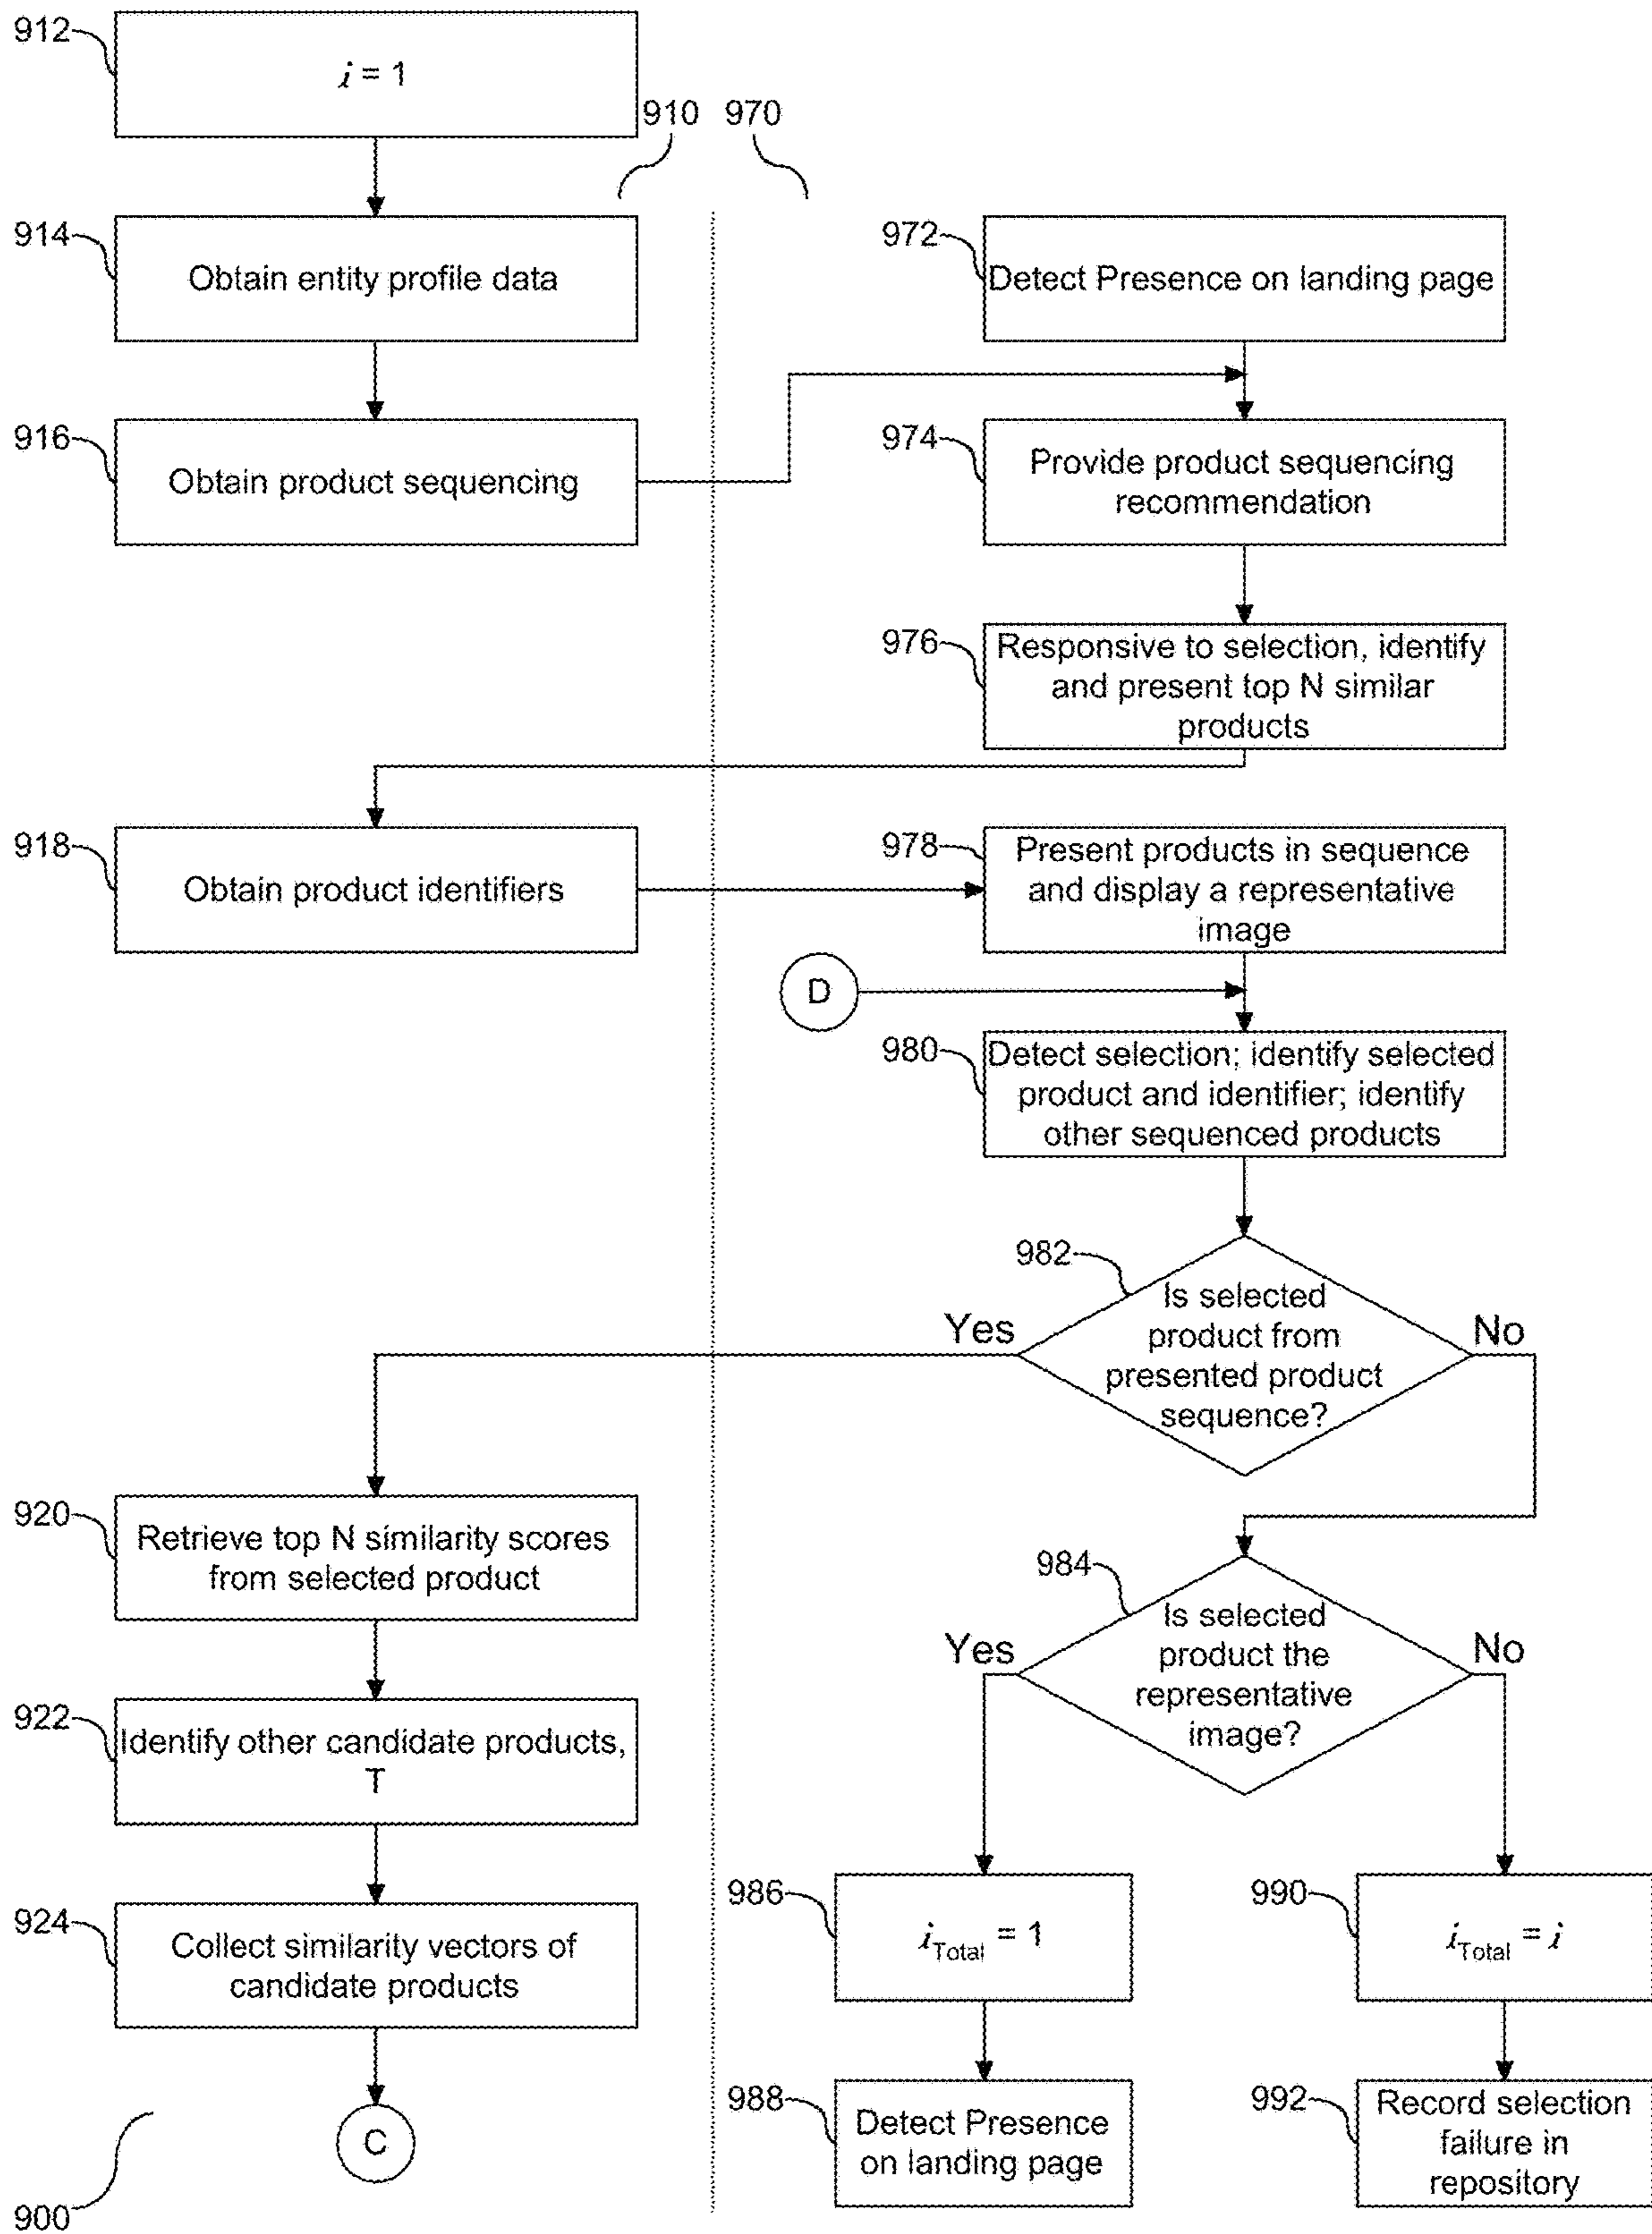 912
𝑖 = 1
910
970
914
Obtain entity profile data
972
Detect Presence on landing page
916
Obtain product sequencing
974
Provide product sequencing
recommendation
976
Responsive to selection, identify
and present top N similar
products
918
Obtain product identifiers
978
Present products in sequence
and display a representative
image
D
980
Detect selection; identify selected
product and identifier; identify
other sequenced products
982
Is selected
product from
presented product
sequence?
Yes
No
920
Retrieve top N similarity scores
from selected product
984
Is selected
product the
representative
image?
Yes
No
922
Identify other candidate products,
T
924
Collect similarity vectors of
candidate products
986
𝑖Total = 1
990
𝑖Total = 𝑖
C
988
Detect Presence
on landing page
992
Record selection
failure in
repository
900